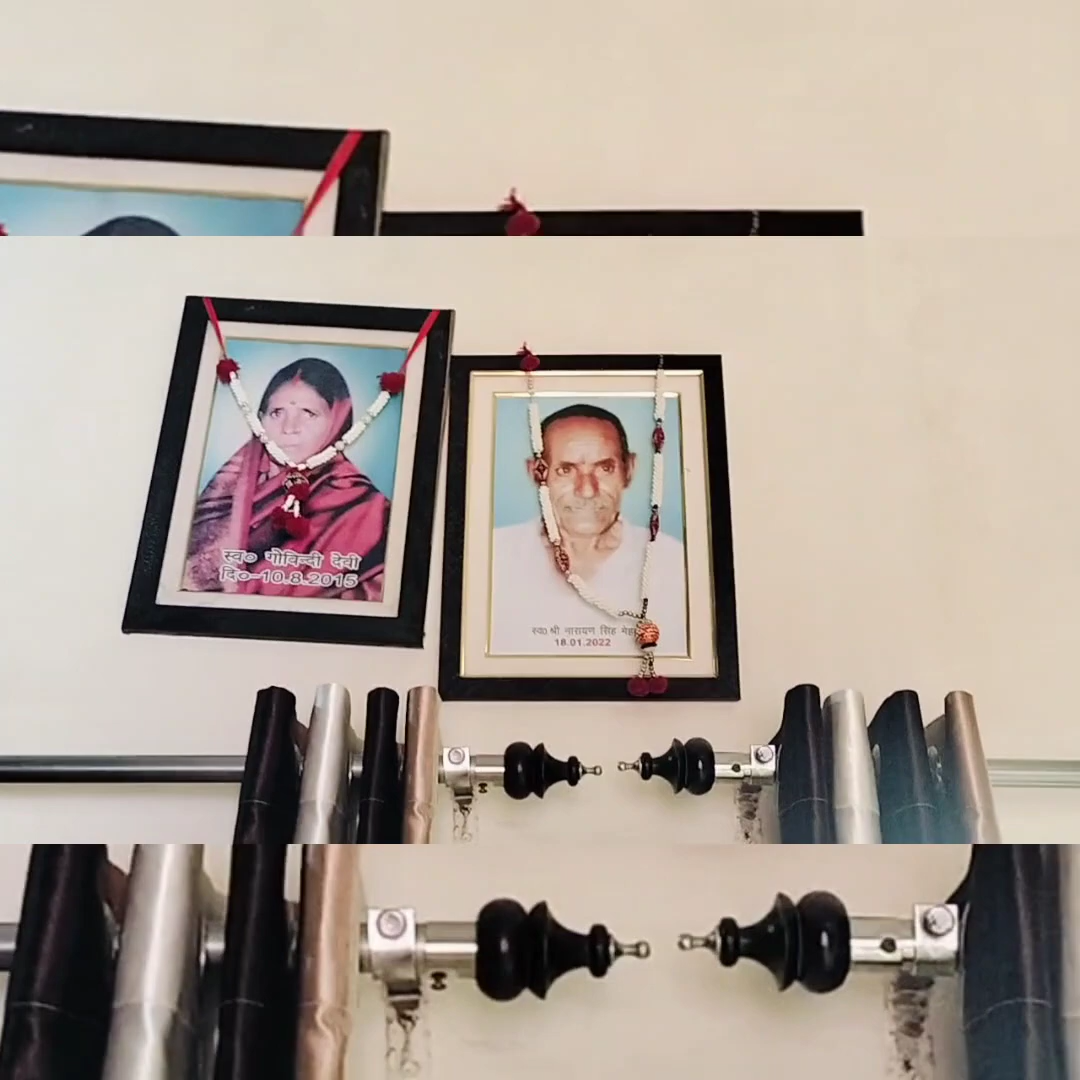 स्व० गोविन्दी देवी
दि०-10.8.2015
स्व० श्री नारायण सिंह
18.01.2022